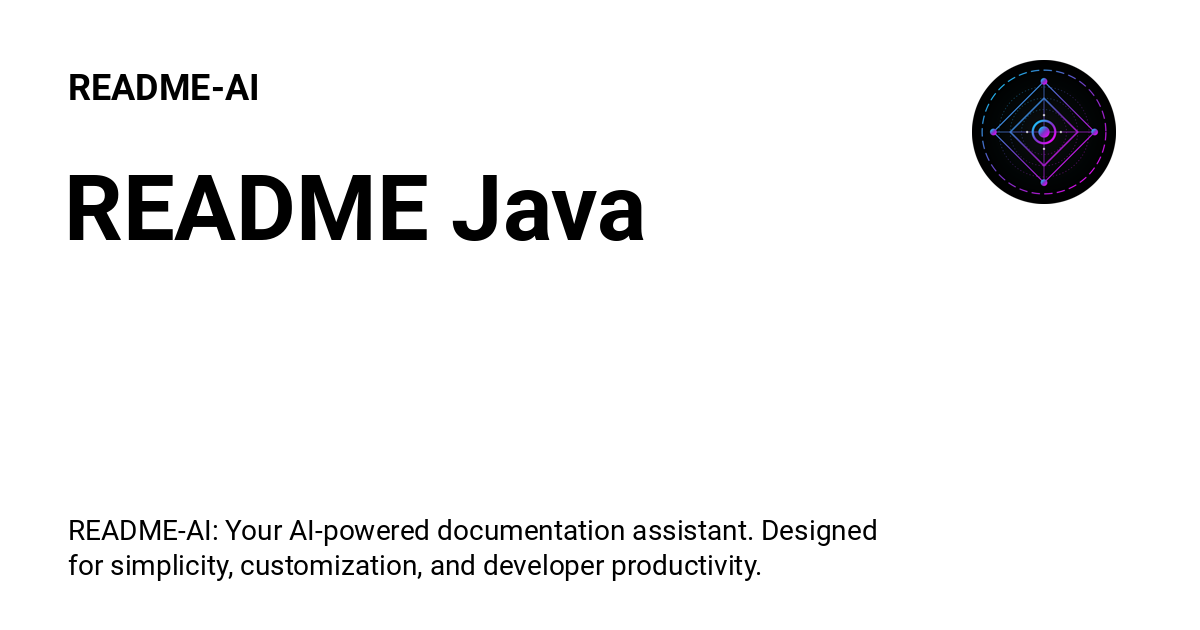 README-AI
README Java
README-AI: Your AI-powered documentation assistant. Designed
for simplicity, customization, and developer productivity.